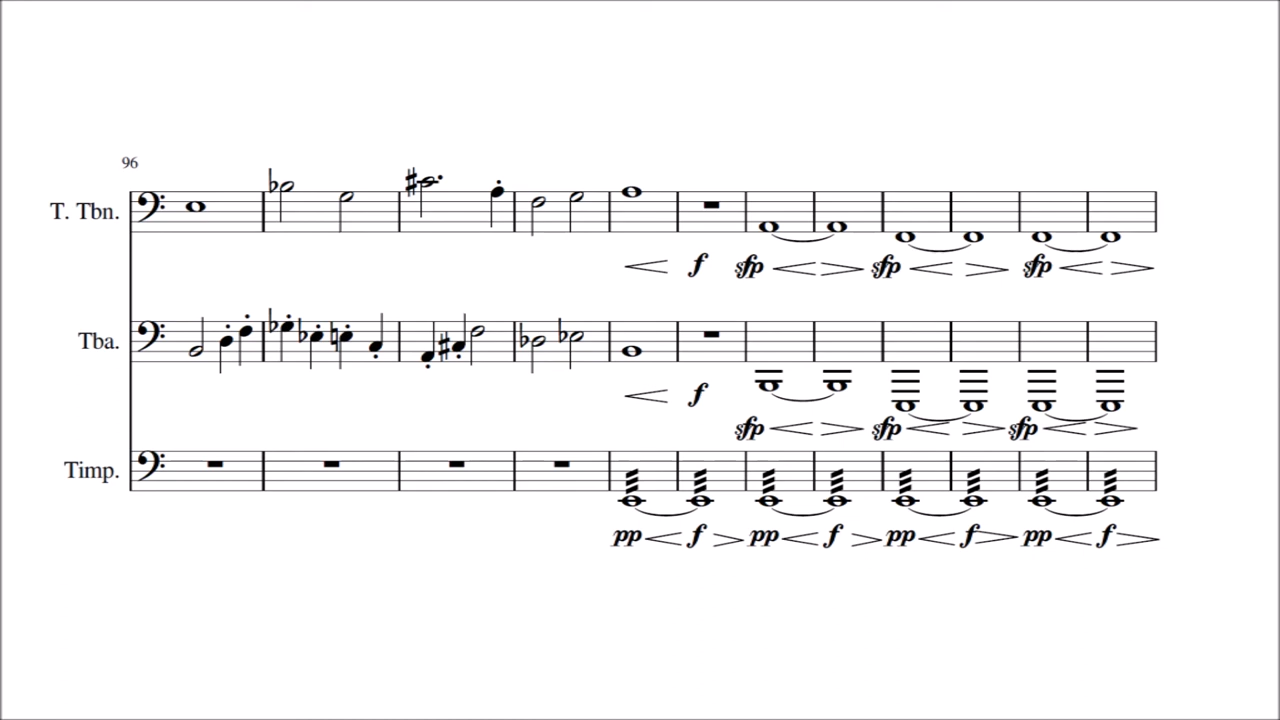 96
T. Tbn.
f sfp sfp sfp
Tba.
f
sfp sfp sfp
Timp.
pp f pp f pp f pp f